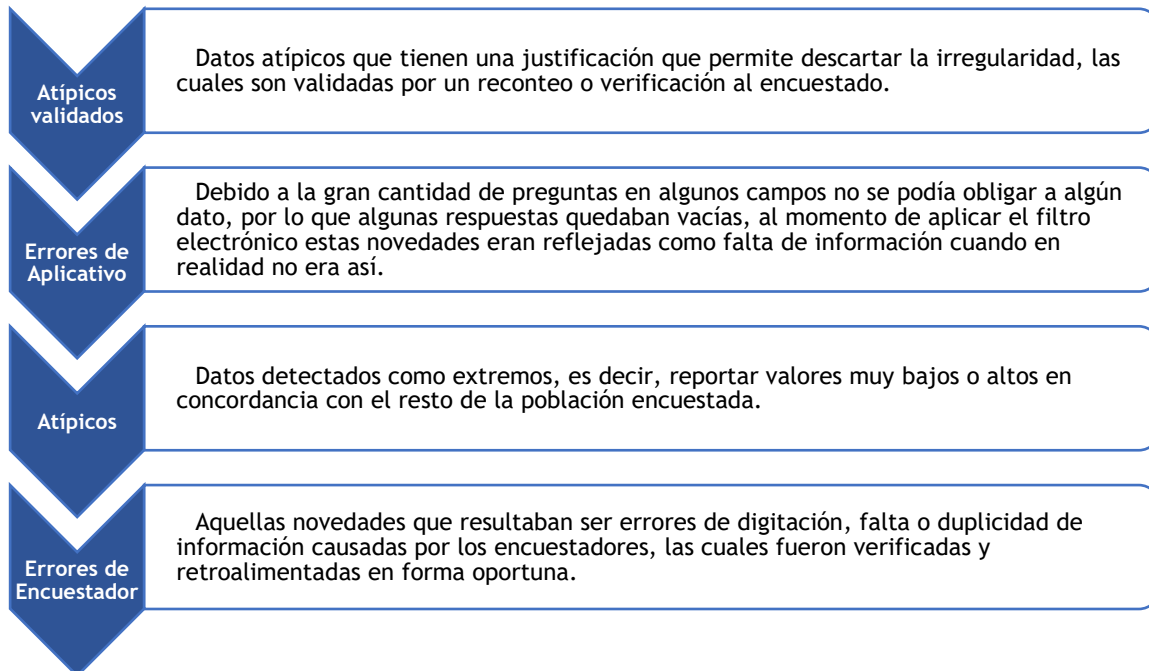 Atípicos
validados
Datos atípicos que tienen una justificación que permite descartar la irregularidad, las
cuales son validadas por un reconteo o verificación al encuestado.
Errores de
Aplicativo
Debido a la gran cantidad de preguntas en algunos campos no se podía obligar a algún
dato, por lo que algunas respuestas quedaban vacías, al momento de aplicar el filtro
electrónico estas novedades eran reflejadas como falta de información cuando en
realidad no era así.
Atípicos
Datos detectados como extremos, es decir, reportar valores muy bajos o altos en
concordancia con el resto de la población encuestada.
Errores de
Encuestador
Aquellas novedades que resultaban ser errores de digitación, falta o duplicidad de
información causadas por los encuestadores, las cuales fueron verificadas y
retroalimentadas en forma oportuna.